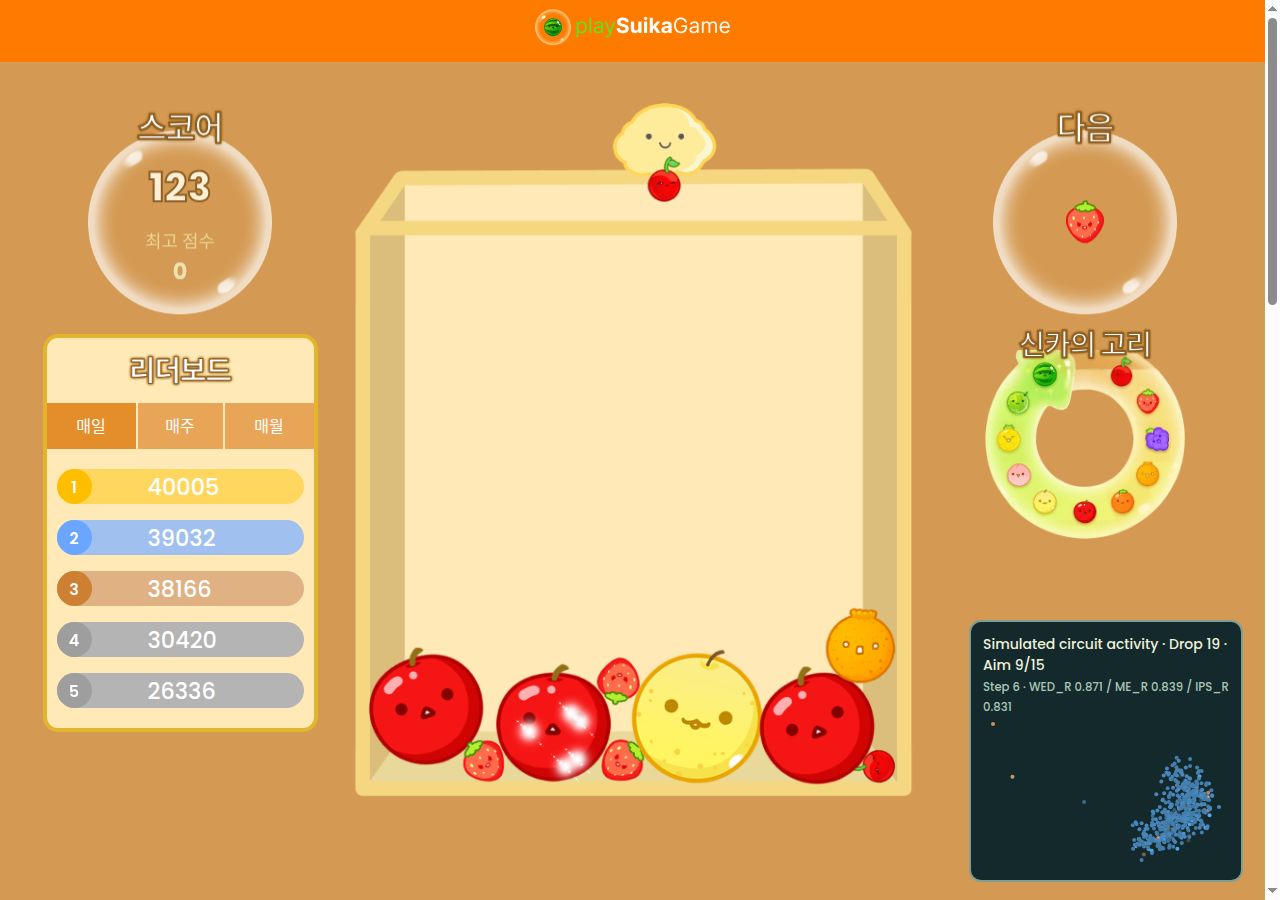 playSuikaGame
스코어
123
최고 점수
0
리더보드
매일 매주 매월
1 40005
2 39032
3 38166
4 30420
5 26336
다음
신카의 고리
Simulated circuit activity · Drop 19 ·
Aim 9/15
Step 6 · WED_R 0.871 / ME_R 0.839 / IPS_R
0.831